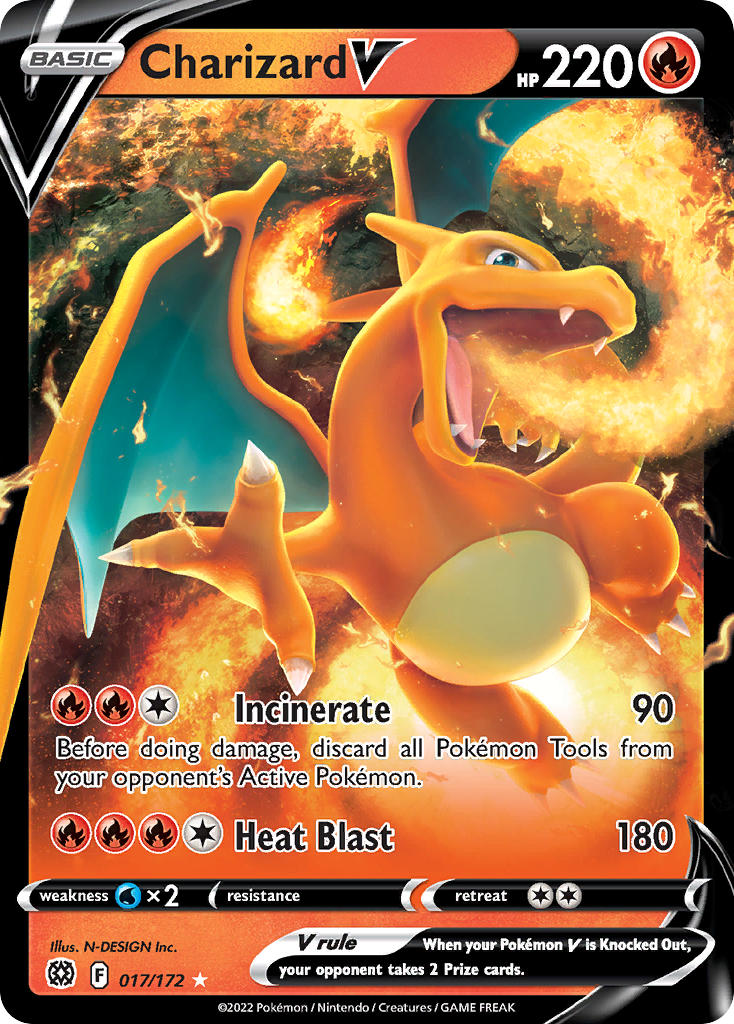 BASIC
Charizard V
HP 220
Incinerate 90
Before doing damage, discard all Pokémon Tools from
your opponent's Active Pokémon.
Heat Blast 180
weakness ×2 resistance retreat
Illus. N-DESIGN Inc.
F 017/172
V rule When your Pokémon V is Knocked Out,
your opponent takes 2 Prize cards.
©2022 Pokémon / Nintendo / Creatures / GAME FREAK